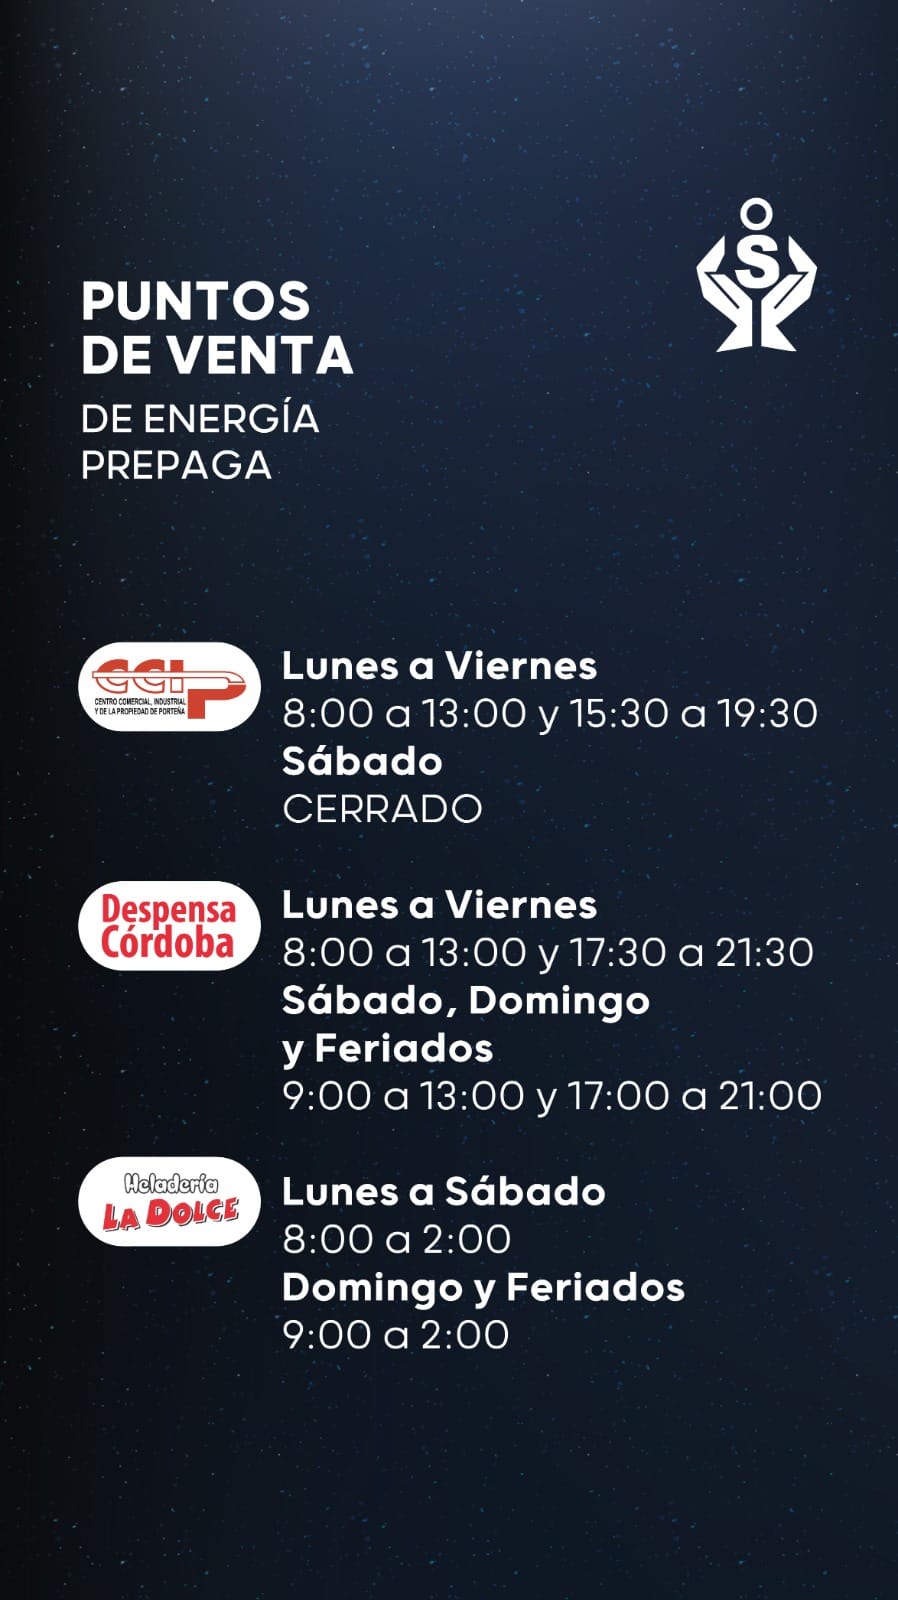 S
PUNTOS
DE VENTA
DE ENERGÍA
PREPAGA
CCIP
CENTRO COMERCIAL, INDUSTRIAL
Y DE LA PROPIEDAD DE PORTEÑA
Lunes a Viernes
8:00 a 13:00 y 15:30 a 19:30
Sábado
CERRADO
Despensa
Córdoba
Lunes a Viernes
8:00 a 13:00 y 17:30 a 21:30
Sábado, Domingo
y Feriados
9:00 a 13:00 y 17:00 a 21:00
Heladería
LA DOLCE
Lunes a Sábado
8:00 a 2:00
Domingo y Feriados
9:00 a 2:00